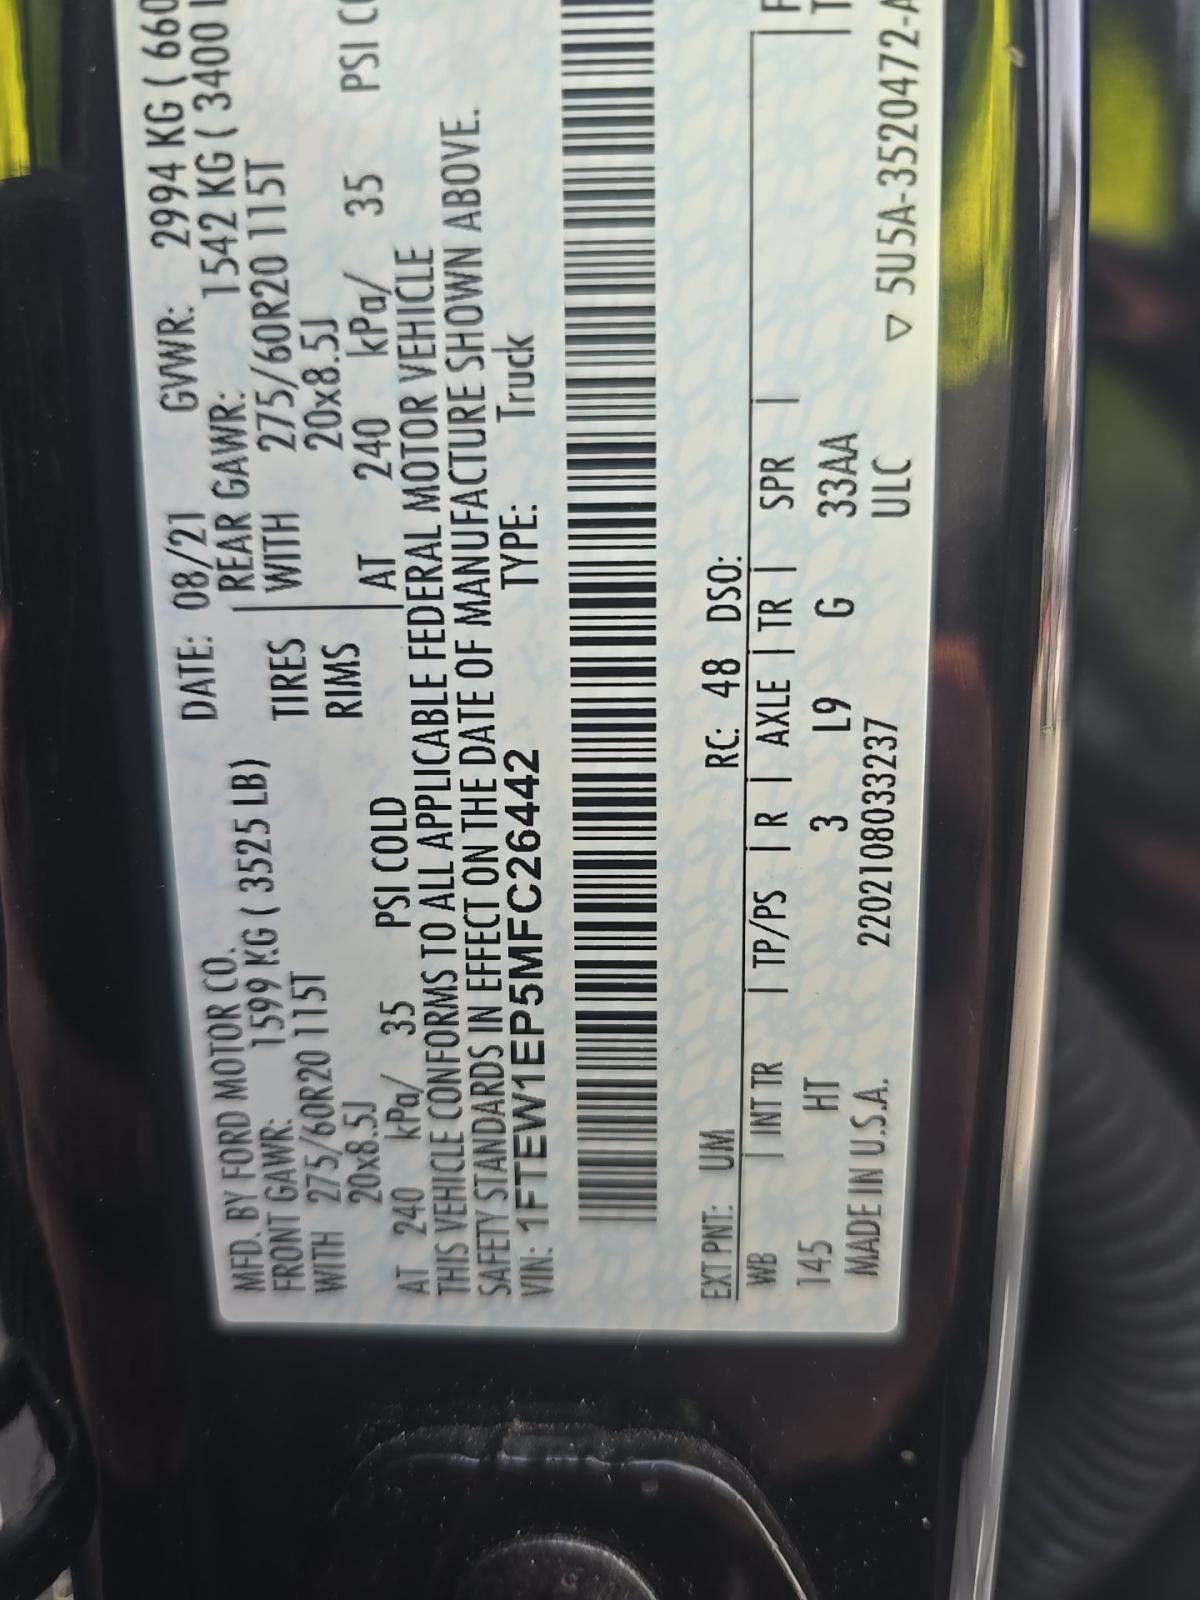 MFD. BY FORD MOTOR CO. DATE: 08/21 GVWR: 2994 KG ( 660
FRONT GAWR: 1599 KG ( 3525 LB) REAR GAWR: 1542 KG ( 3400 L
WITH 275/60R20 115T TIRES WITH 275/60R20 115T
20x8.5J RIMS 20x8.5J
AT 240 kPa/ 35 PSI COLD AT 240 kPa/ 35 PSI CO
THIS VEHICLE CONFORMS TO ALL APPLICABLE FEDERAL MOTOR VEHICLE
SAFETY STANDARDS IN EFFECT ON THE DATE OF MANUFACTURE SHOWN ABOVE.
VIN: 1FTEW1EP5MFC26442 TYPE: Truck
EXT PNT: UM RC: 48 DSO:
WB | INT TR | TP/PS | R | AXLE | TR | SPR |
145 HT 3 L9 G 33AA
MADE IN U.S.A. 2202108033237 ULC ▽ 5U5A-3520472-A